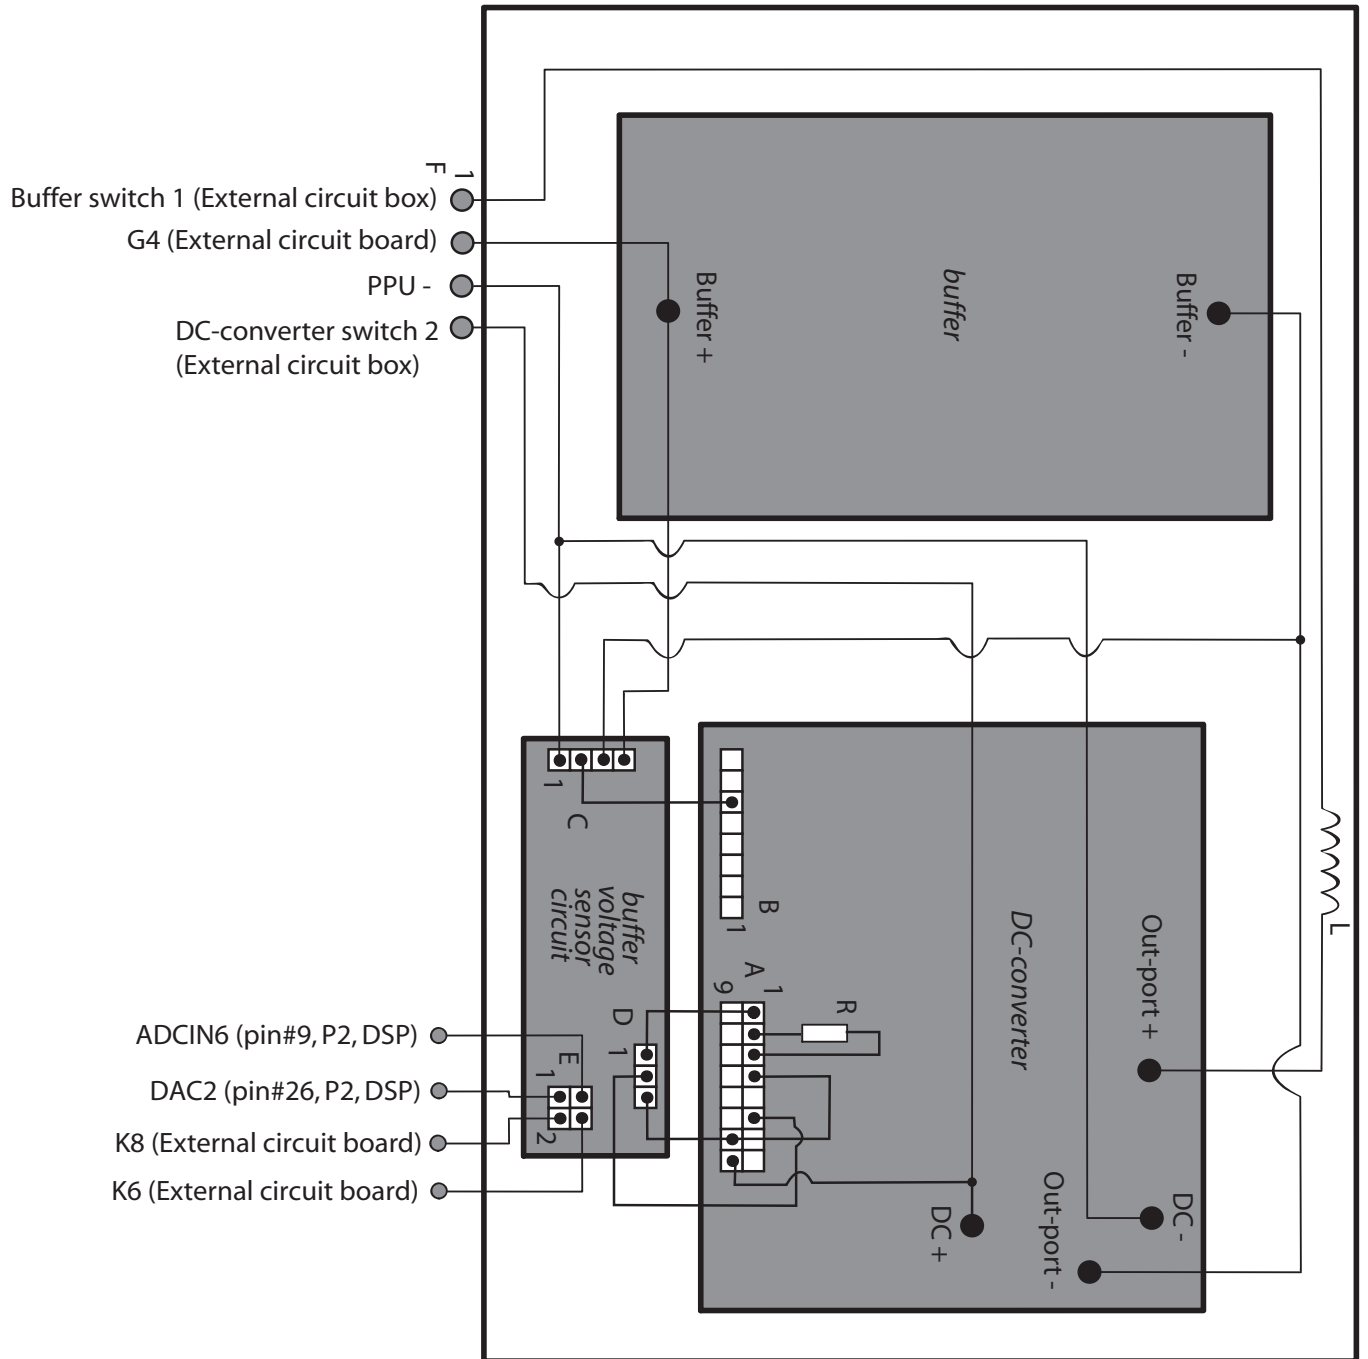 F 1
Buffer switch 1 (External circuit box)
G4 (External circuit board)
PPU -
DC-converter switch 2
(External circuit box)
Buffer +
buffer
Buffer -
1
C
buffer
voltage
sensor
circuit
B
1
A
1
9
R
D
1
E
1
2
DC-converter
Out-port +
L
ADCIN6 (pin#9, P2, DSP)
DAC2 (pin#26, P2, DSP)
K8 (External circuit board)
K6 (External circuit board)
DC +
Out-port -
DC -